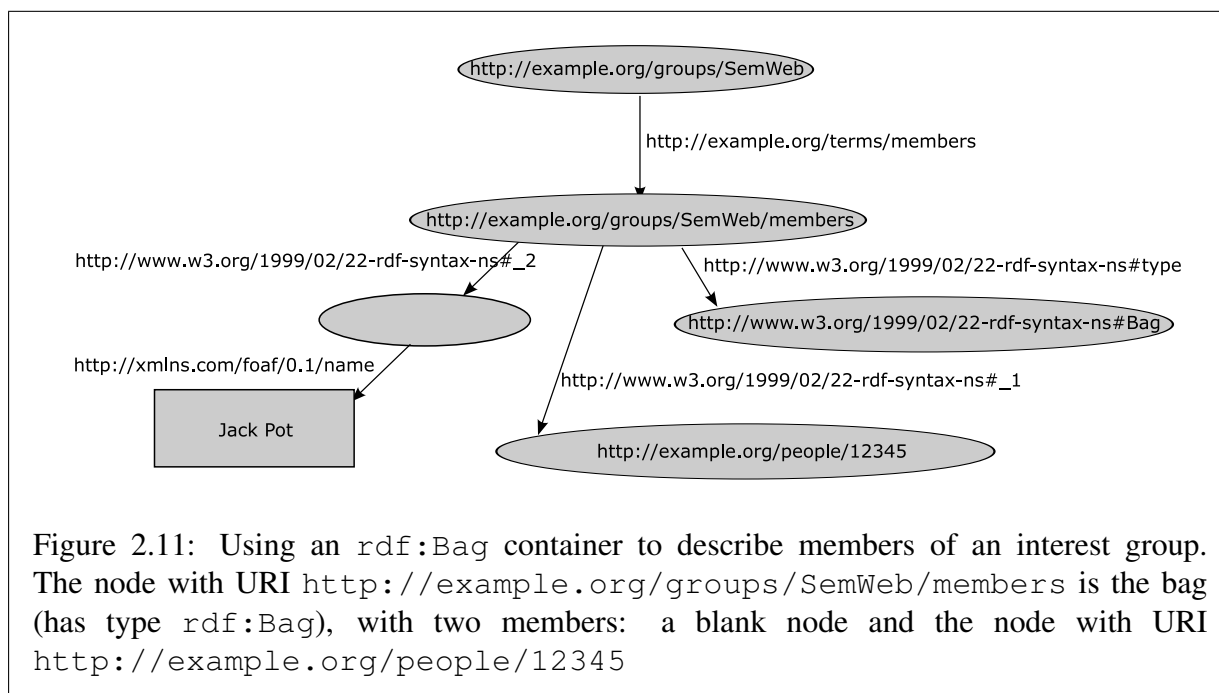 http://example.org/groups/SemWeb
http://example.org/terms/members
http://example.org/groups/SemWeb/members
http://www.w3.org/1999/02/22-rdf-syntax-ns#_2
http://www.w3.org/1999/02/22-rdf-syntax-ns#type
http://www.w3.org/1999/02/22-rdf-syntax-ns#Bag
http://xmlns.com/foaf/0.1/name
http://www.w3.org/1999/02/22-rdf-syntax-ns#_1
Jack Pot
http://example.org/people/12345
Figure 2.11: Using an rdf:Bag container to describe members of an interest group.
The node with URI http://example.org/groups/SemWeb/members is the bag
(has type rdf:Bag), with two members: a blank node and the node with URI
http://example.org/people/12345